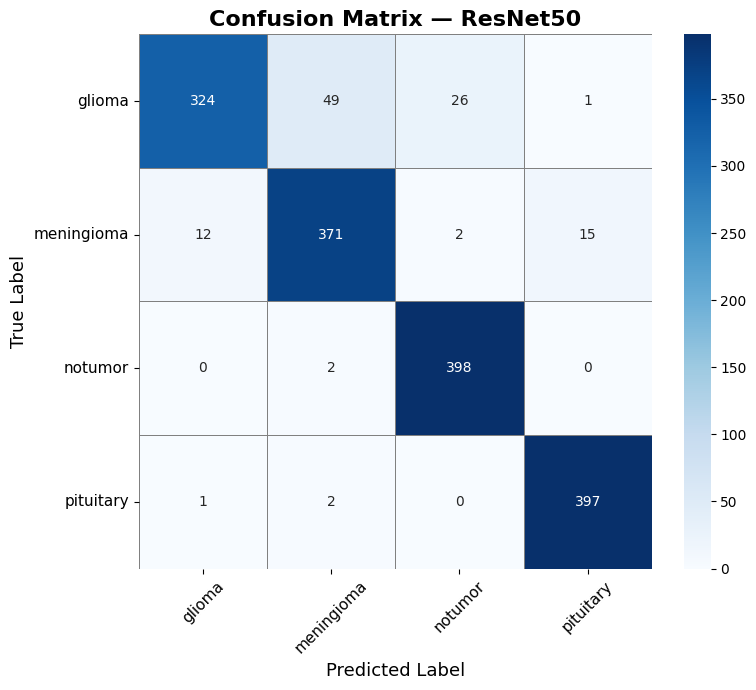 Confusion Matrix — ResNet50
True Label
glioma 324 49 26 1
meningioma 12 371 2 15
notumor 0 2 398 0
pituitary 1 2 0 397
glioma meningioma notumor pituitary
Predicted Label
350
300
250
200
150
100
50
0